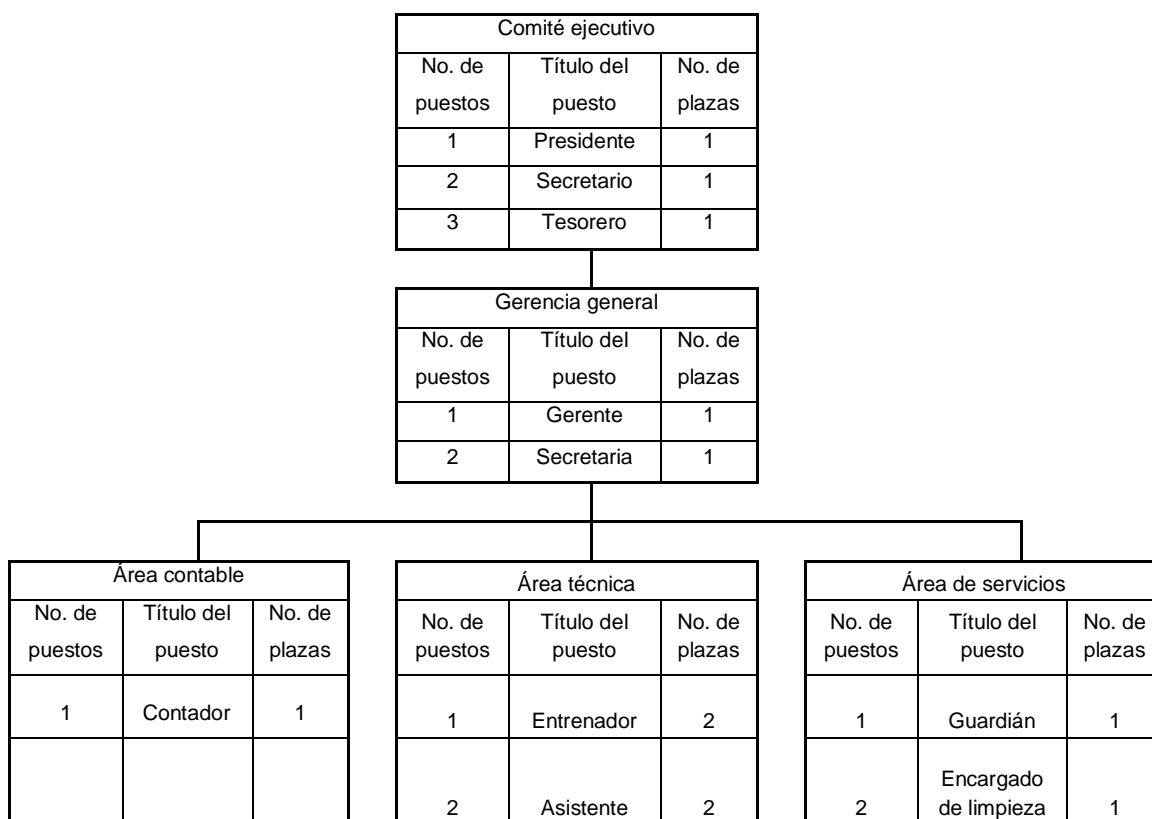 Comité ejecutivo
No. de puestos Título del puesto No. de plazas
1 Presidente 1
2 Secretario 1
3 Tesorero 1
Gerencia general
No. de puestos Título del puesto No. de plazas
1 Gerente 1
2 Secretaria 1
Área contable
No. de puestos Título del puesto No. de plazas
1 Contador 1
Área técnica
No. de puestos Título del puesto No. de plazas
1 Entrenador 2
2 Asistente 2
Área de servicios
No. de puestos Título del puesto No. de plazas
1 Guardián 1
2 Encargado de limpieza 1